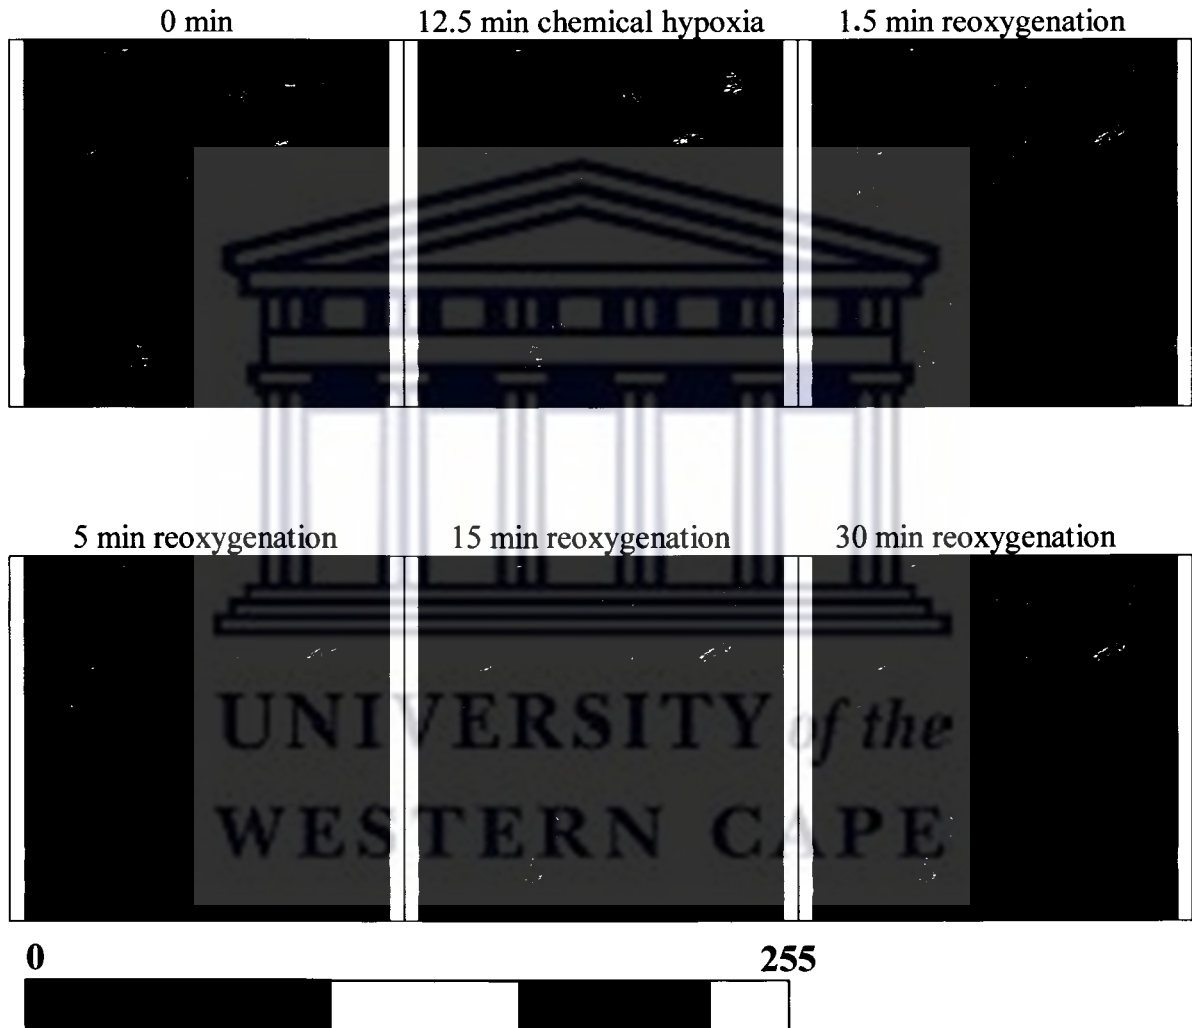 0 min
12.5 min chemical hypoxia
1.5 min reoxygenation
5 min reoxygenation
15 min reoxygenation
30 min reoxygenation
UNIVERSITY of the
WESTERN CAPE
0
255